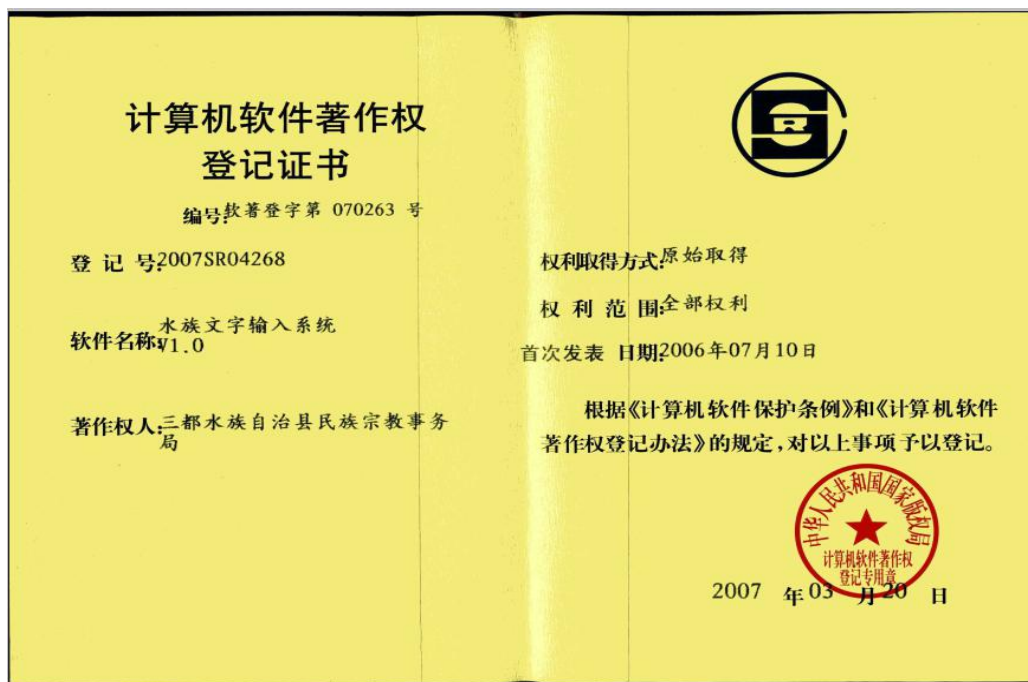 计算机软件著作权
登记证书
编号:软著登字第 070263 号
登 记 号:2007SR04268
软件名称:水族文字输入系统
V1.0
著作权人:三都水族自治县民族宗教事务
局
SR
权利取得方式:原始取得
权 利 范 围:全部权利
首次发表 日期:2006年07月10日
根据《计算机软件保护条例》和《计算机软件
著作权登记办法》的规定,对以上事项予以登记。
中华人民共和国国家版权局
计算机软件著作权
登记专用章
2007 年 03 月 20 日